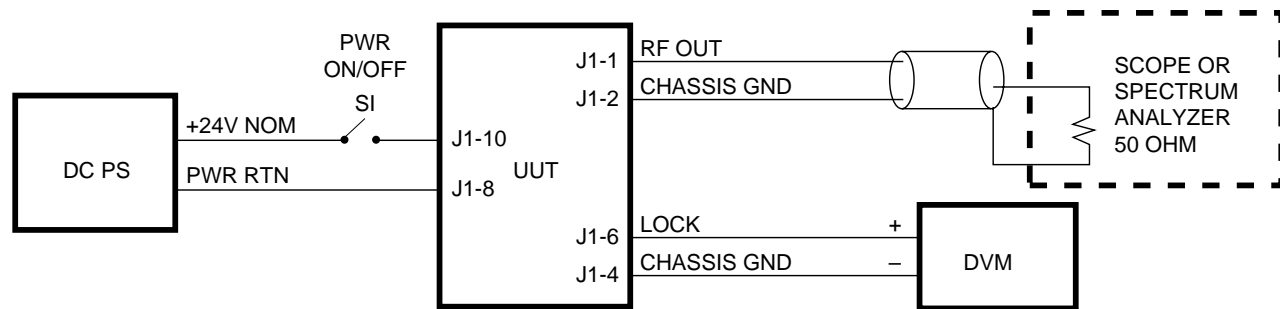 PWR
ON/OFF
SI
DC PS
+24V NOM
PWR RTN
J1-10
J1-8
UUT
J1-1
J1-2
J1-6
J1-4
RF OUT
CHASSIS GND
LOCK
CHASSIS GND
+
–
DVM
SCOPE OR
SPECTRUM
ANALYZER
50 OHM